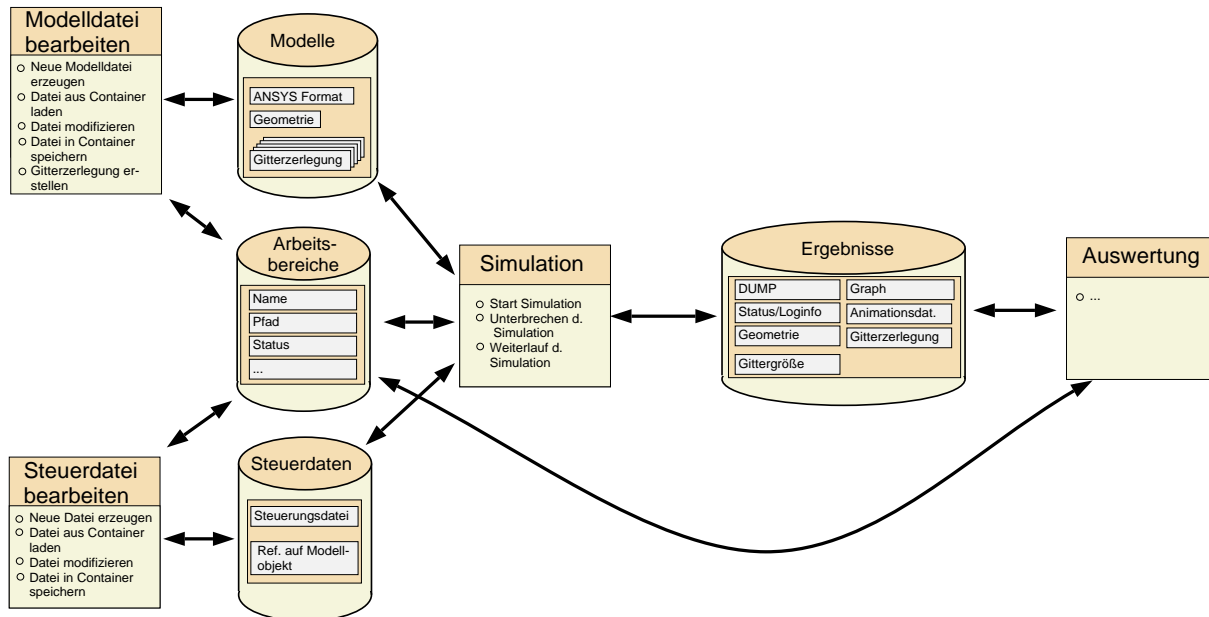 Modelldatei
bearbeiten
Neue Modelldatei
erzeugen
Datei aus Container
laden
Datei modifizieren
Datei in Container
speichern
Gitterzerlegung er-
stellen
Modelle
ANSYS Format
Geometrie
Gitterzerlegung
Arbeits-
bereiche
Name
Pfad
Status
...
Simulation
Start Simulation
Unterbrechen d.
Simulation
Weiterlauf d.
Simulation
Ergebnisse
DUMP
Graph
Status/Loginfo
Animationsdat.
Geometrie
Gitterzerlegung
Gittergröße
Auswertung
...
Steuerdatei
bearbeiten
Neue Datei erzeugen
Datei aus Container
laden
Datei modifizieren
Datei in Container
speichern
Steuerdaten
Steuerungsdatei
Ref. auf Modell-
objekt